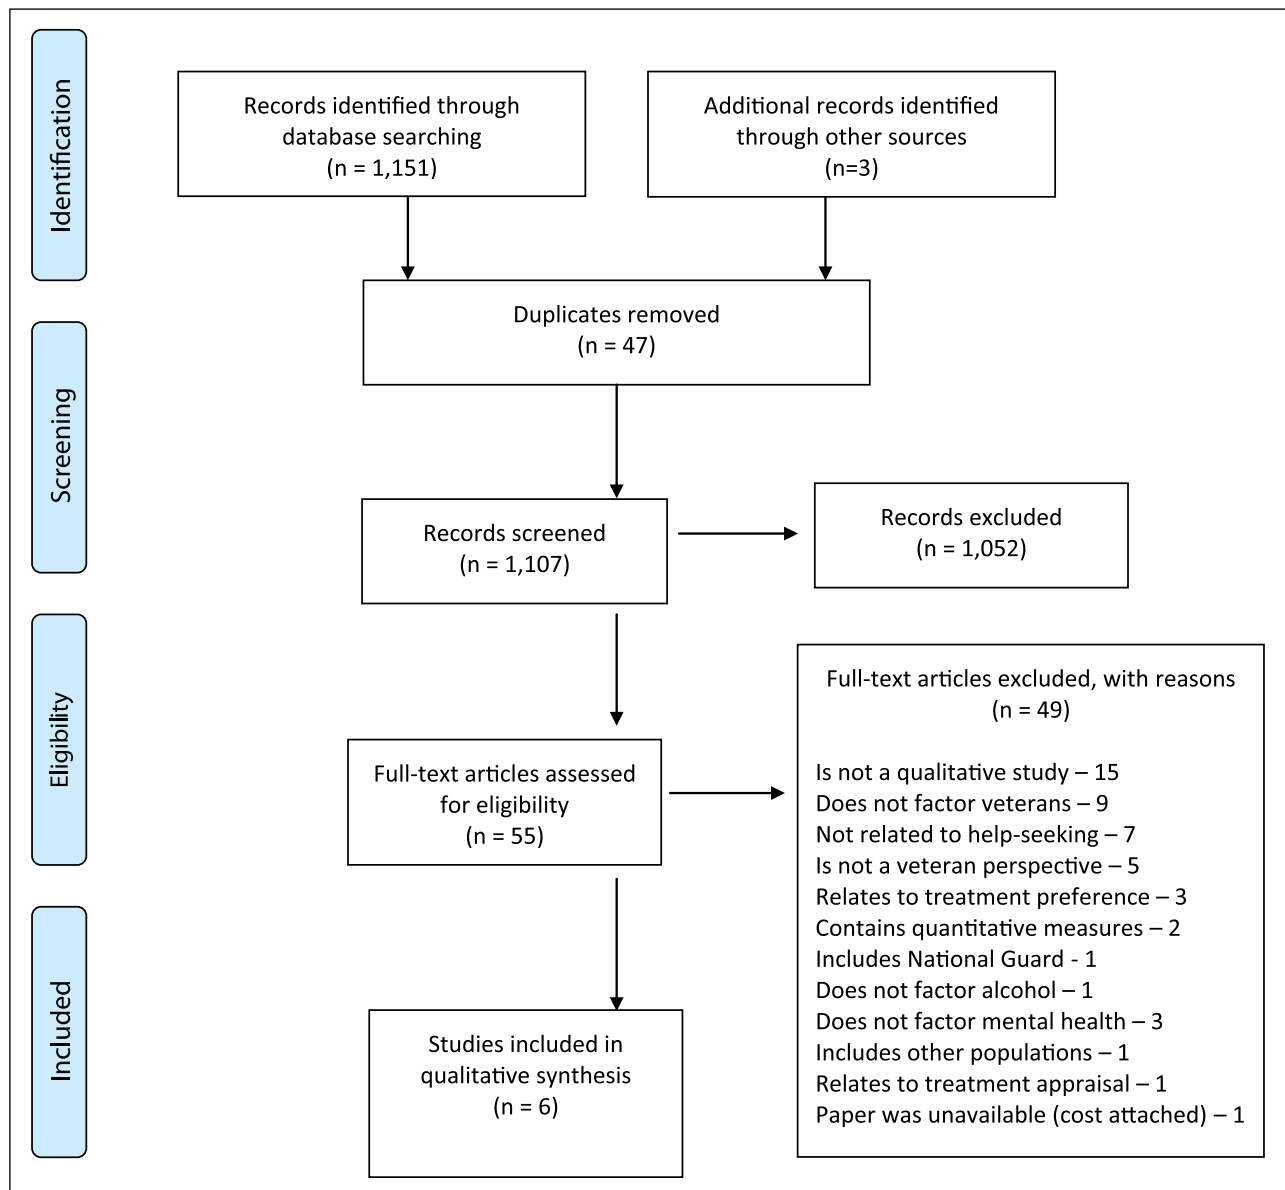 Identification
Records identified through
database searching
(n = 1,151)
Additional records identified
through other sources
(n=3)
Duplicates removed
(n = 47)
Screening
Records screened
(n = 1,107)
Records excluded
(n = 1,052)
Eligibility
Full-text articles assessed
for eligibility
(n = 55)
Full-text articles excluded, with reasons
(n = 49)
Is not a qualitative study – 15
Does not factor veterans – 9
Not related to help-seeking – 7
Is not a veteran perspective – 5
Relates to treatment preference – 3
Contains quantitative measures – 2
Includes National Guard - 1
Does not factor alcohol – 1
Does not factor mental health – 3
Includes other populations – 1
Relates to treatment appraisal – 1
Paper was unavailable (cost attached) – 1
Included
Studies included in
qualitative synthesis
(n = 6)